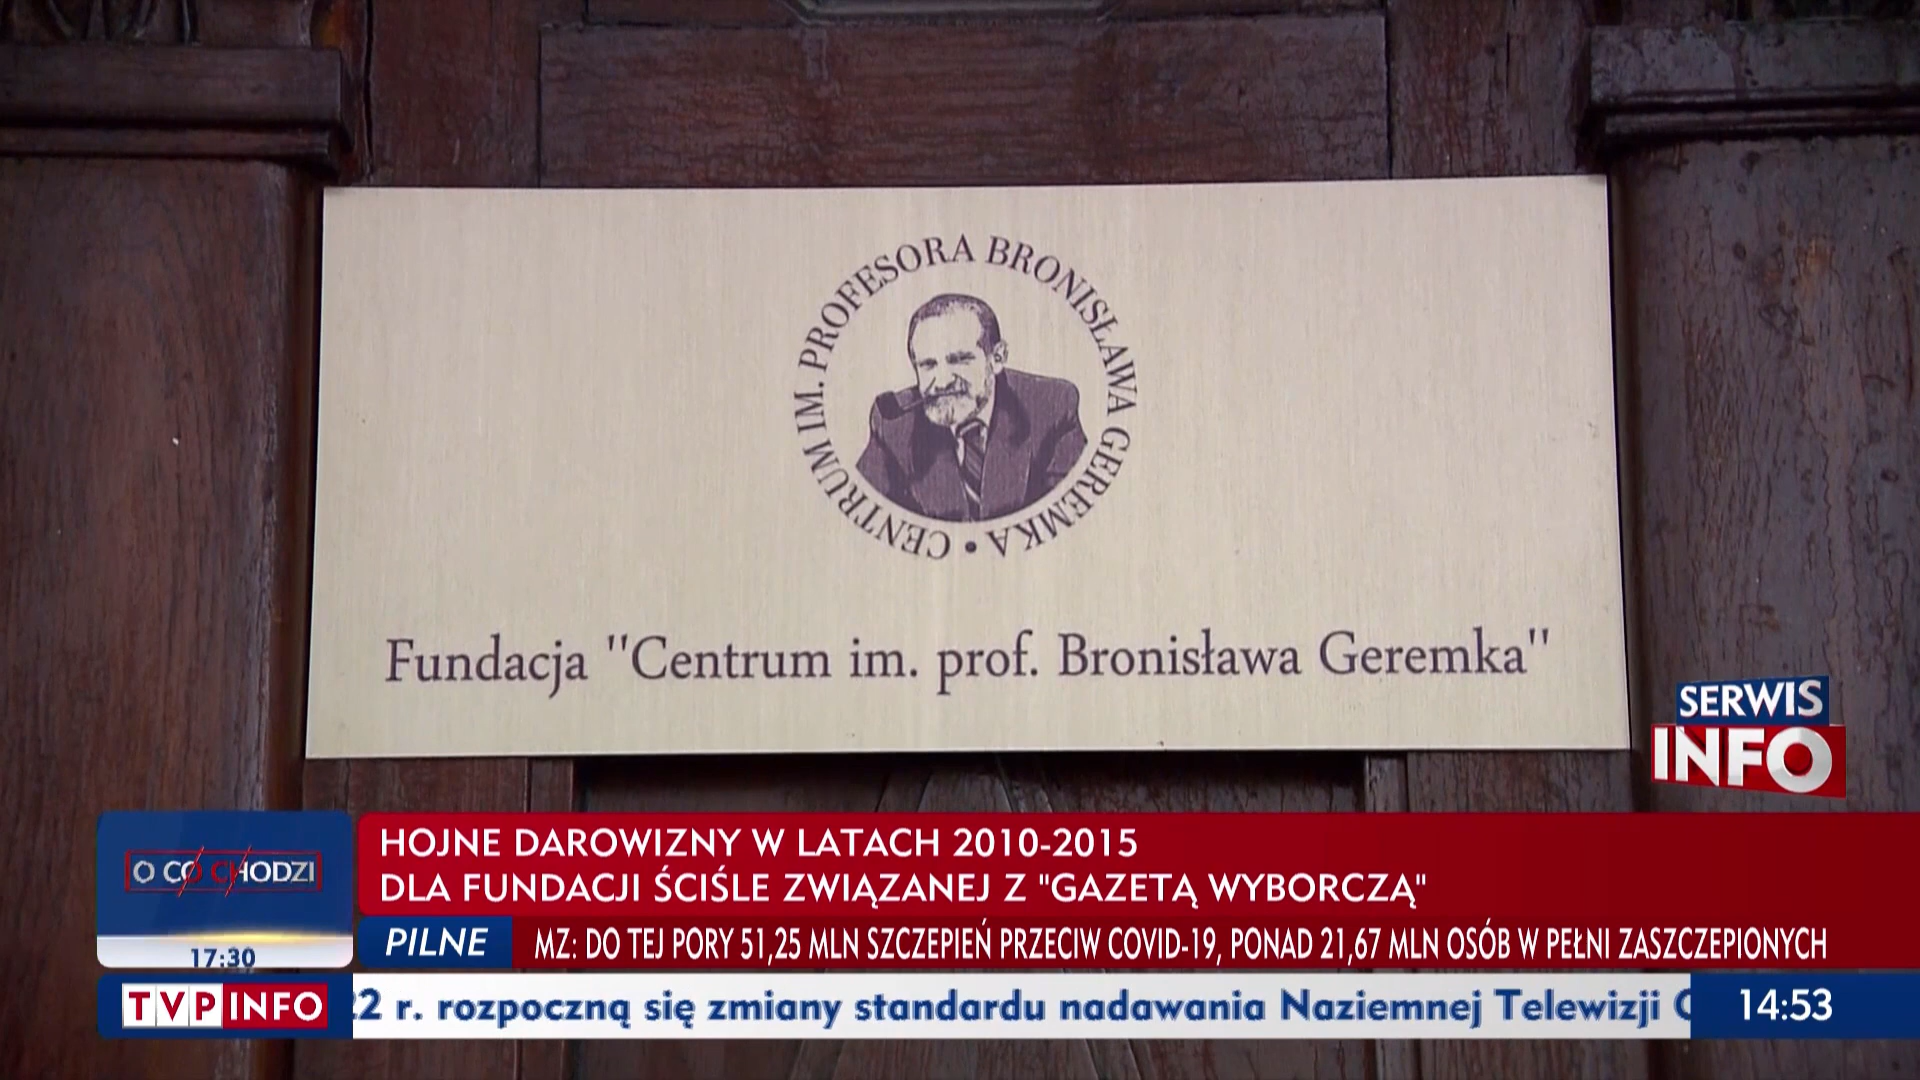 CENTRUM IM. PROFESORA BRONISŁAWA GEREMKA •
Fundacja "Centrum im. prof. Bronisława Geremka"
SERWIS
INFO
O CO CHODZI
17:30
HOJNE DAROWIZNY W LATACH 2010-2015
DLA FUNDACJI ŚCIŚLE ZWIĄZANEJ Z "GAZETĄ WYBORCZĄ"
PILNE MZ: DO TEJ PORY 51,25 MLN SZCZEPIEŃ PRZECIW COVID-19, PONAD 21,67 MLN OSÓB W PEŁNI ZASZCZEPIONYCH
TVP INFO 22 r. rozpoczną się zmiany standardu nadawania Naziemnej Telewizji 14:53